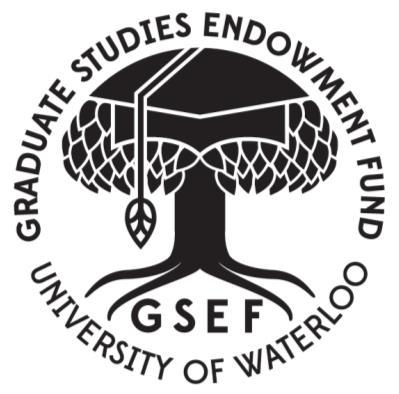 GRADUATE STUDIES ENDOWMENT FUND
GSEF
UNIVERSITY OF WATERLOO